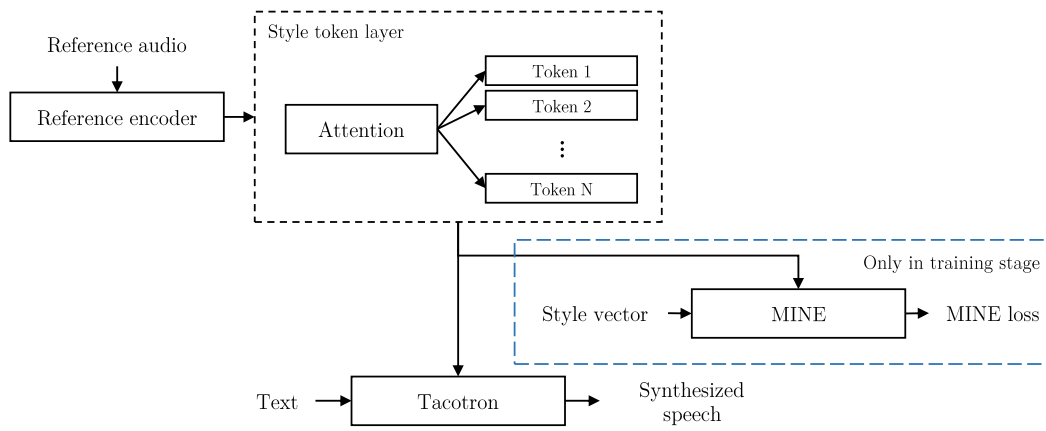 Style token layer
Reference audio
Reference encoder
Attention
Token 1
Token 2
Token N
Only in training stage
Style vector
MINE
MINE loss
Text
Tacotron
Synthesized
speech